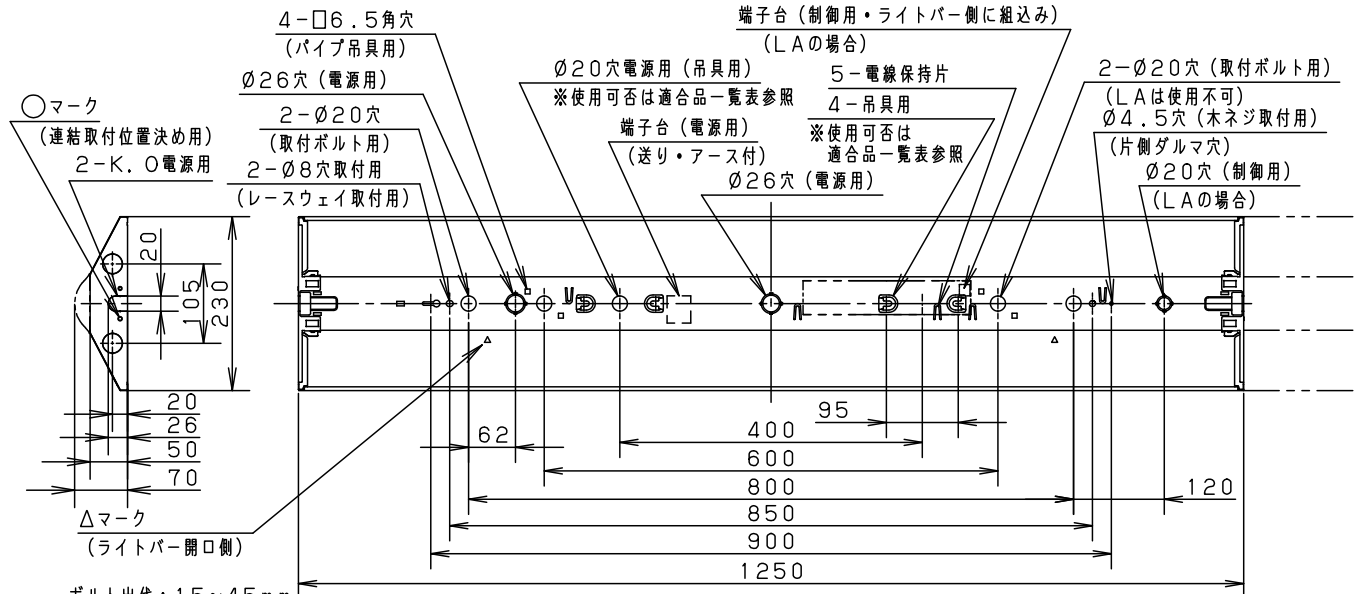 4-□6.5角穴
(パイプ吊具用)
Ø26穴(電源用)
○マーク
(連結取付位置決め用)
2-Ø20穴
(取付ボルト用)
2-K.O電源用
2-Ø8穴取付用
(レースウェイ取付用)
Ø20穴電源用(吊具用)
※使用可否は適合品一覧表参照
端子台(電源用)
(送り・アース付)
端子台(制御用・ライトバー側に組込み)
(LAの場合)
5-電線保持片
4-吊具用
※使用可否は
適合品一覧表参照
Ø26穴(電源用)
2-Ø20穴(取付ボルト用)
(LAは使用不可)
Ø4.5穴(木ネジ取付用)
(片側ダルマ穴)
Ø20穴(制御用)
(LAの場合)
20
105
230
20
26
50
70
62
95
400
600
800
120
850
900
1250
△マーク
(ライトバー開口側)
ボルト出代:15~45mm